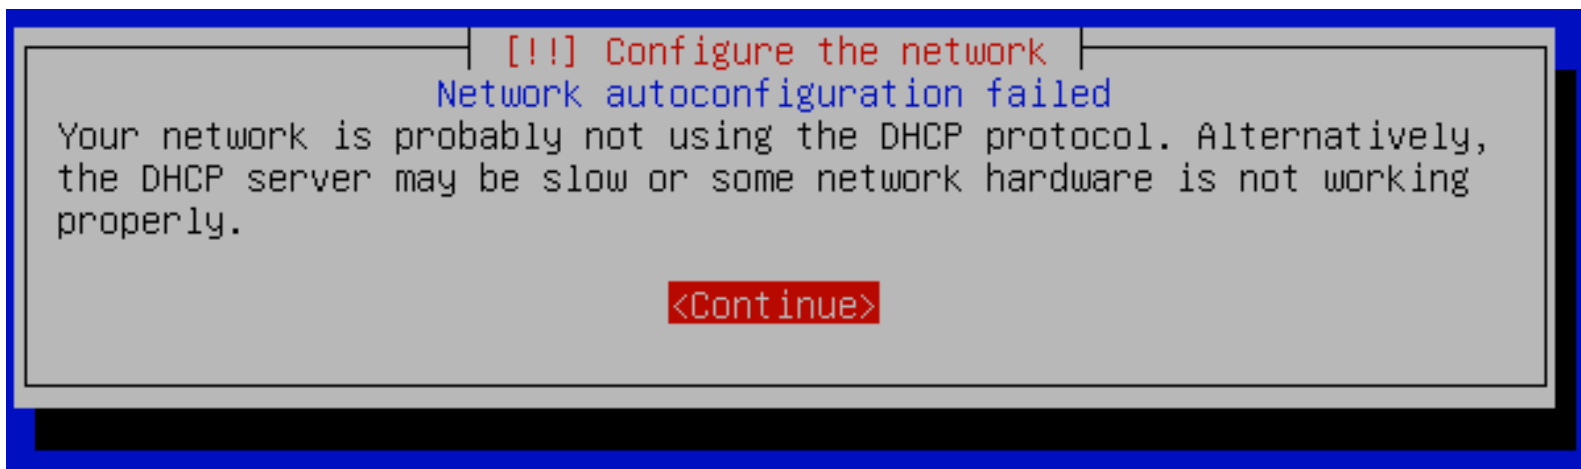 [!!] Configure the network
Network autoconfiguration failed
Your network is probably not using the DHCP protocol. Alternatively,
the DHCP server may be slow or some network hardware is not working
properly.
<Continue>